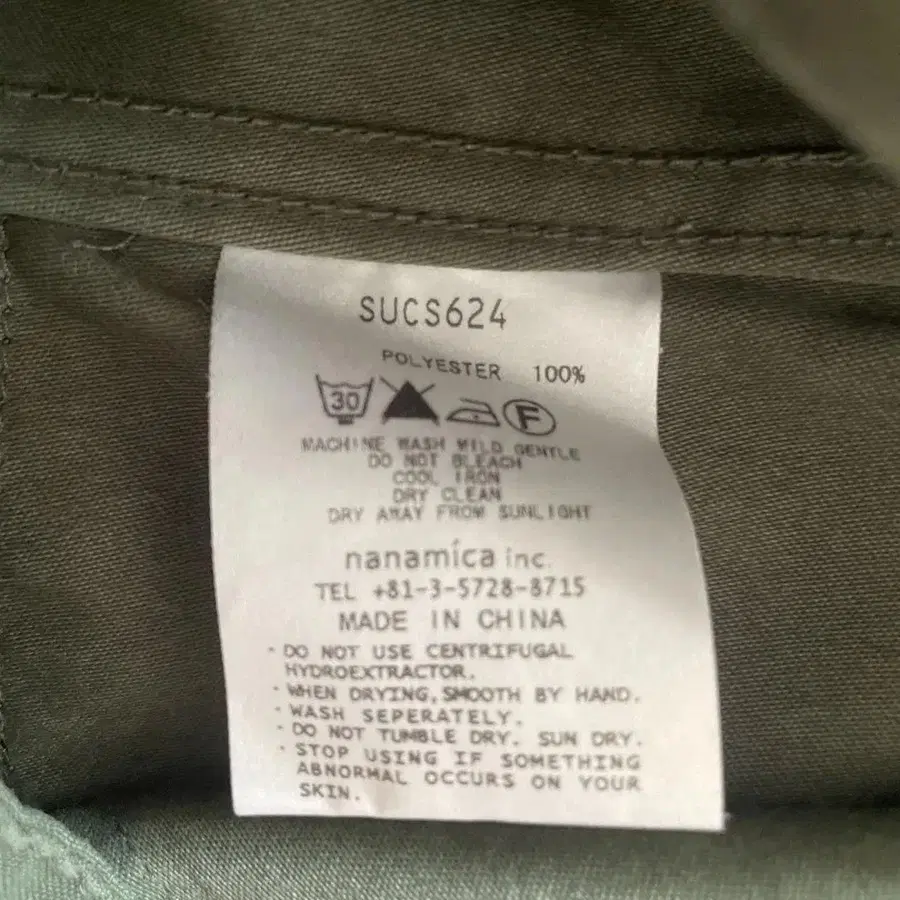 SUCS624
POLYESTER 100%
30 F
MACHINE WASH MILD GENTLE
DO NOT BLEACH
COOL IRON
DRY CLEAN
DRY AWAY FROM SUNLIGHT
nanamica inc.
TEL +81-3-5728-8715
MADE IN CHINA
・DO NOT USE CENTRIFUGAL
HYDROEXTRACTOR.
・WHEN DRYING, SMOOTH BY HAND.
・WASH SEPERATELY.
・DO NOT TUMBLE DRY. SUN DRY.
・STOP USING IF SOMETHING
ABNORMAL OCCURS ON YOUR
SKIN.